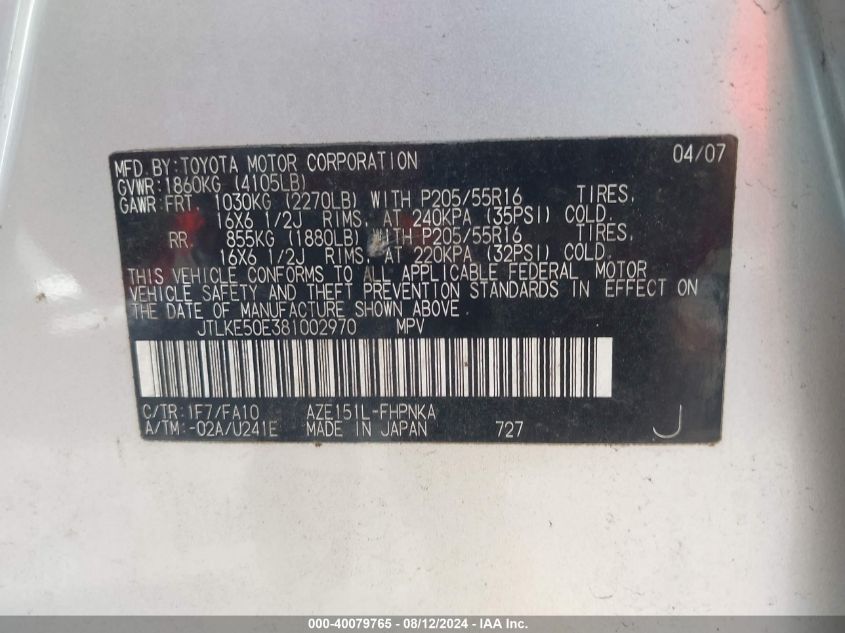 MFD.BY:TOYOTA MOTOR CORPORATION 04/07
GVWR:1860KG (4105LB)
GAWR:FRT. 1030KG (2270LB) WITH P205/55R16 TIRES,
16X6 1/2J RIMS, AT 240KPA (35PSI) COLD.
RR. 855KG (1880LB) WITH P205/55R16 TIRES,
16X6 1/2J RIMS, AT 220KPA (32PSI) COLD.
THIS VEHICLE CONFORMS TO ALL APPLICABLE FEDERAL MOTOR
VEHICLE SAFETY AND THEFT PREVENTION STANDARDS IN EFFECT ON
THE DATE OF MANUFACTURE SHOWN ABOVE.
JTLKE50E381002970 MPV
C/TR:1F7/FA10 AZE151L-FHPNKA
A/TM:-02A/U241E MADE IN JAPAN 727 J
000-40079765 - 08/12/2024 - IAA Inc.